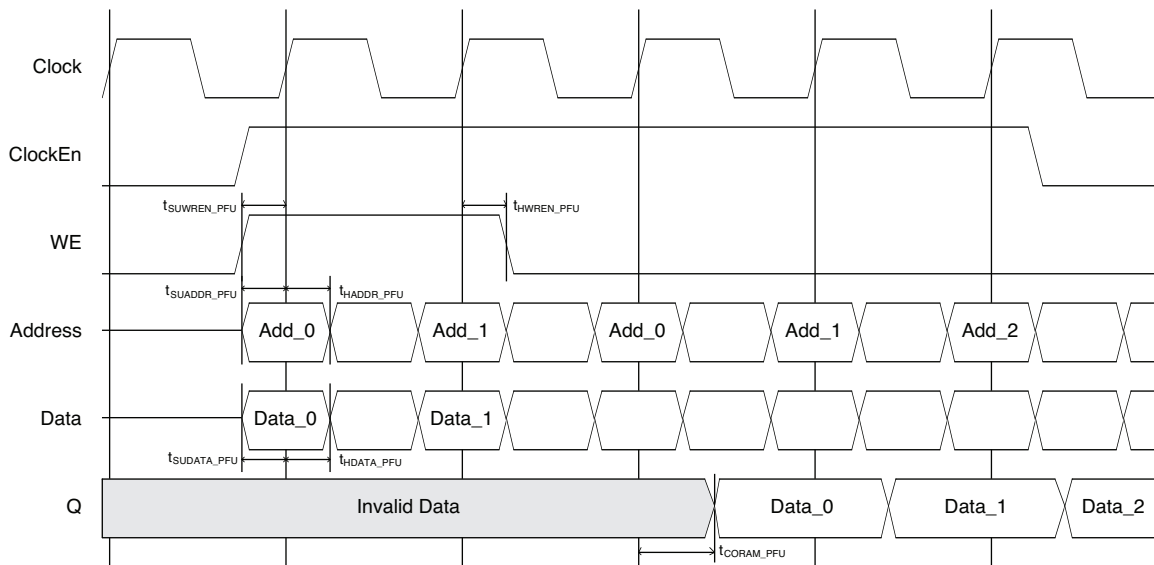 Clock
ClockEn
tSUWREN_PFU tHWREN_PFU
WE
tSUADDR_PFU tHADDR_PFU
Address Add_0 Add_1 Add_0 Add_1 Add_2
Data Data_0 Data_1
tSUDATA_PFU tHDATA_PFU
Q Invalid Data Data_0 Data_1 Data_2
tCORAM_PFU